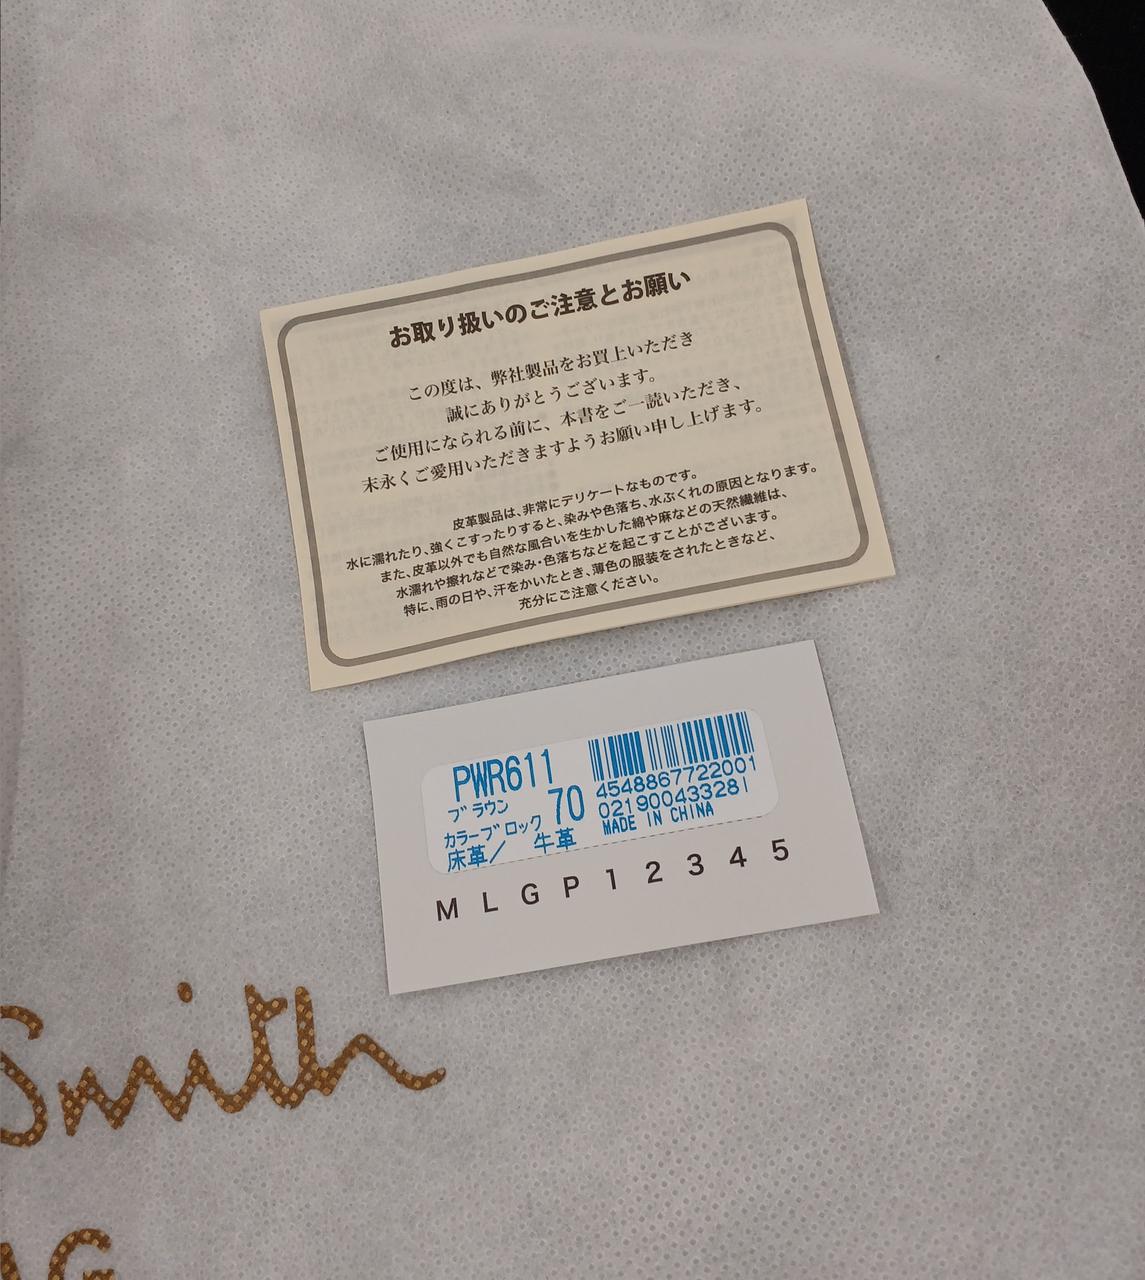 お取り扱いのご注意とお願い
この度は、弊社製品をお買上いただき
誠にありがとうございます。
ご使用になられる前に、本書をご一読いただき、
末永くご愛用いただきますようお願い申し上げます。
皮革製品は、非常にデリケートなものです。
水に濡れたり、強くこすったりすると、染みや色落ち、水ぶくれの原因となります。
また、皮革以外でも自然な風合いを生かした綿や麻などの天然繊維は、
水濡れや擦れなどで染み・色落ちなどを起こすことがございます。
特に、雨の日や、汗をかいたとき、薄色の服装をされたときなど、
充分にご注意ください。
PWR611
ブラウン 70
カラーブロック
床革/ 牛革
4548867722001
021900433281
MADE IN CHINA
M L G P 1 2 3 4 5
Smith